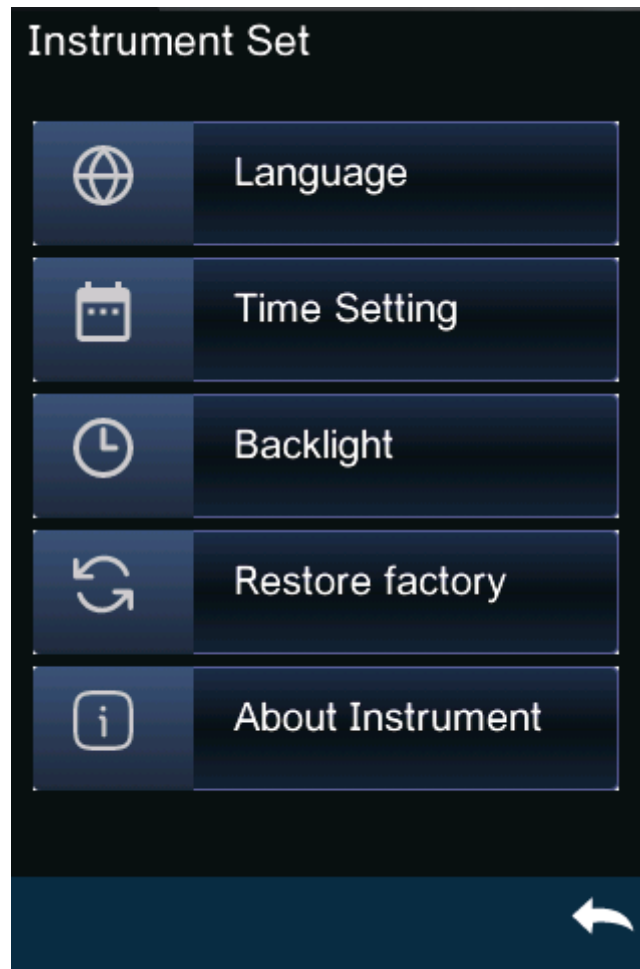 Instrument Set
Language
Time Setting
Backlight
Restore factory
About Instrument